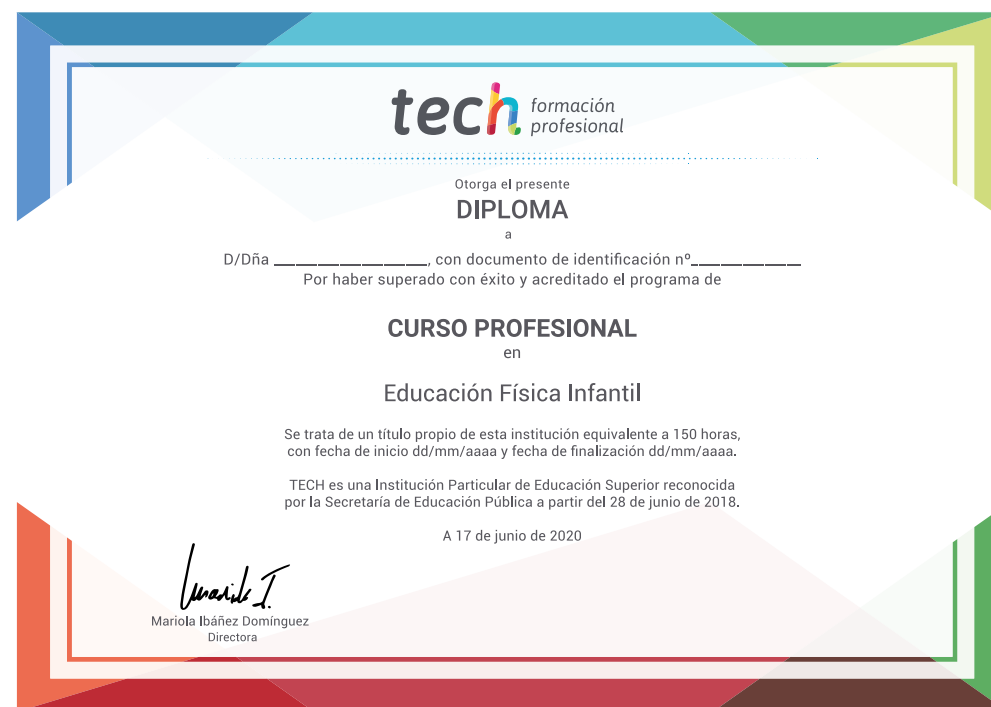 tech formación
profesional
Otorga el presente
DIPLOMA
a
D/Dña ____________________, con documento de identificación nº______________
Por haber superado con éxito y acreditado el programa de
CURSO PROFESIONAL
en
Educación Física Infantil
Se trata de un título propio de esta institución equivalente a 150 horas,
con fecha de inicio dd/mm/aaaa y fecha de finalización dd/mm/aaaa.
TECH es una Institución Particular de Educación Superior reconocida
por la Secretaría de Educación Pública a partir del 28 de junio de 2018.
A 17 de junio de 2020
Mariola Ibáñez Domínguez
Directora